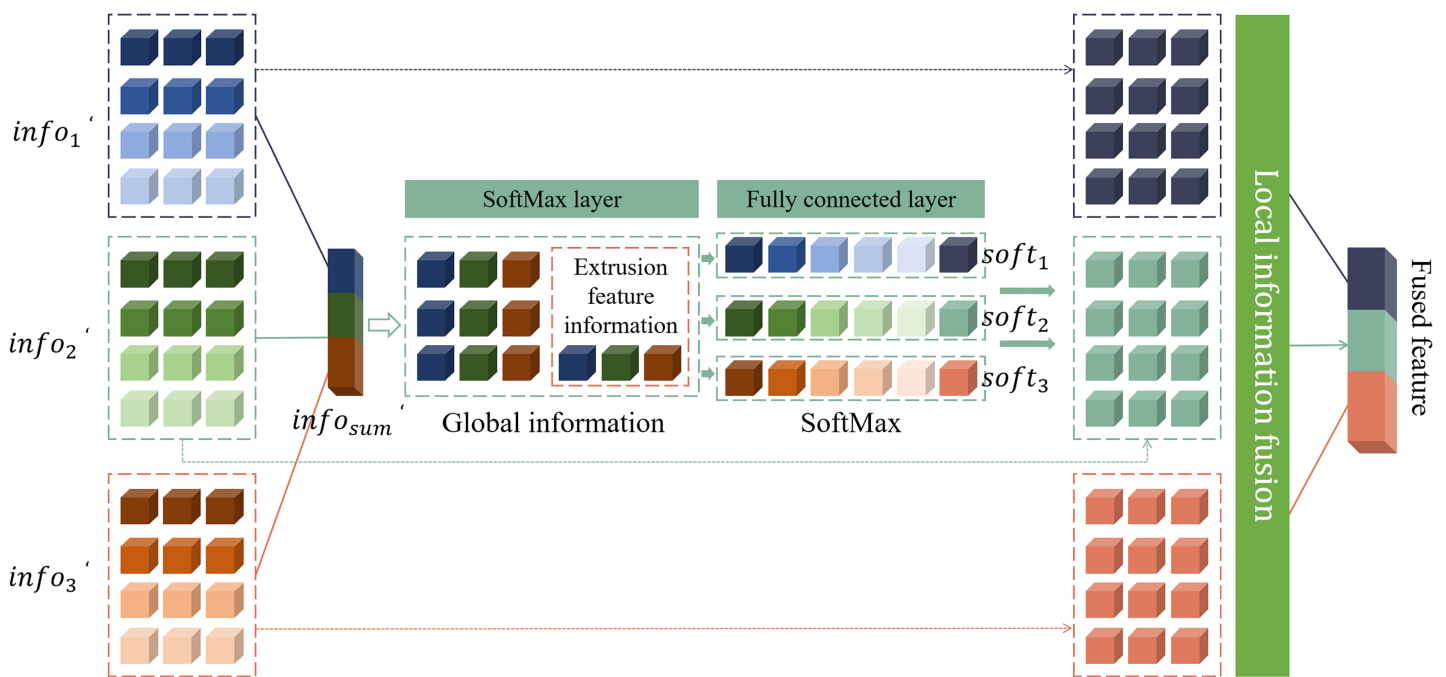 info1 ‘
SoftMax layer
Fully connected layer
soft1
Extrusion
feature
information
soft2
info2 ‘
soft3
infosum ‘
Global information
SoftMax
info3 ‘
Local information fusion
Fused feature